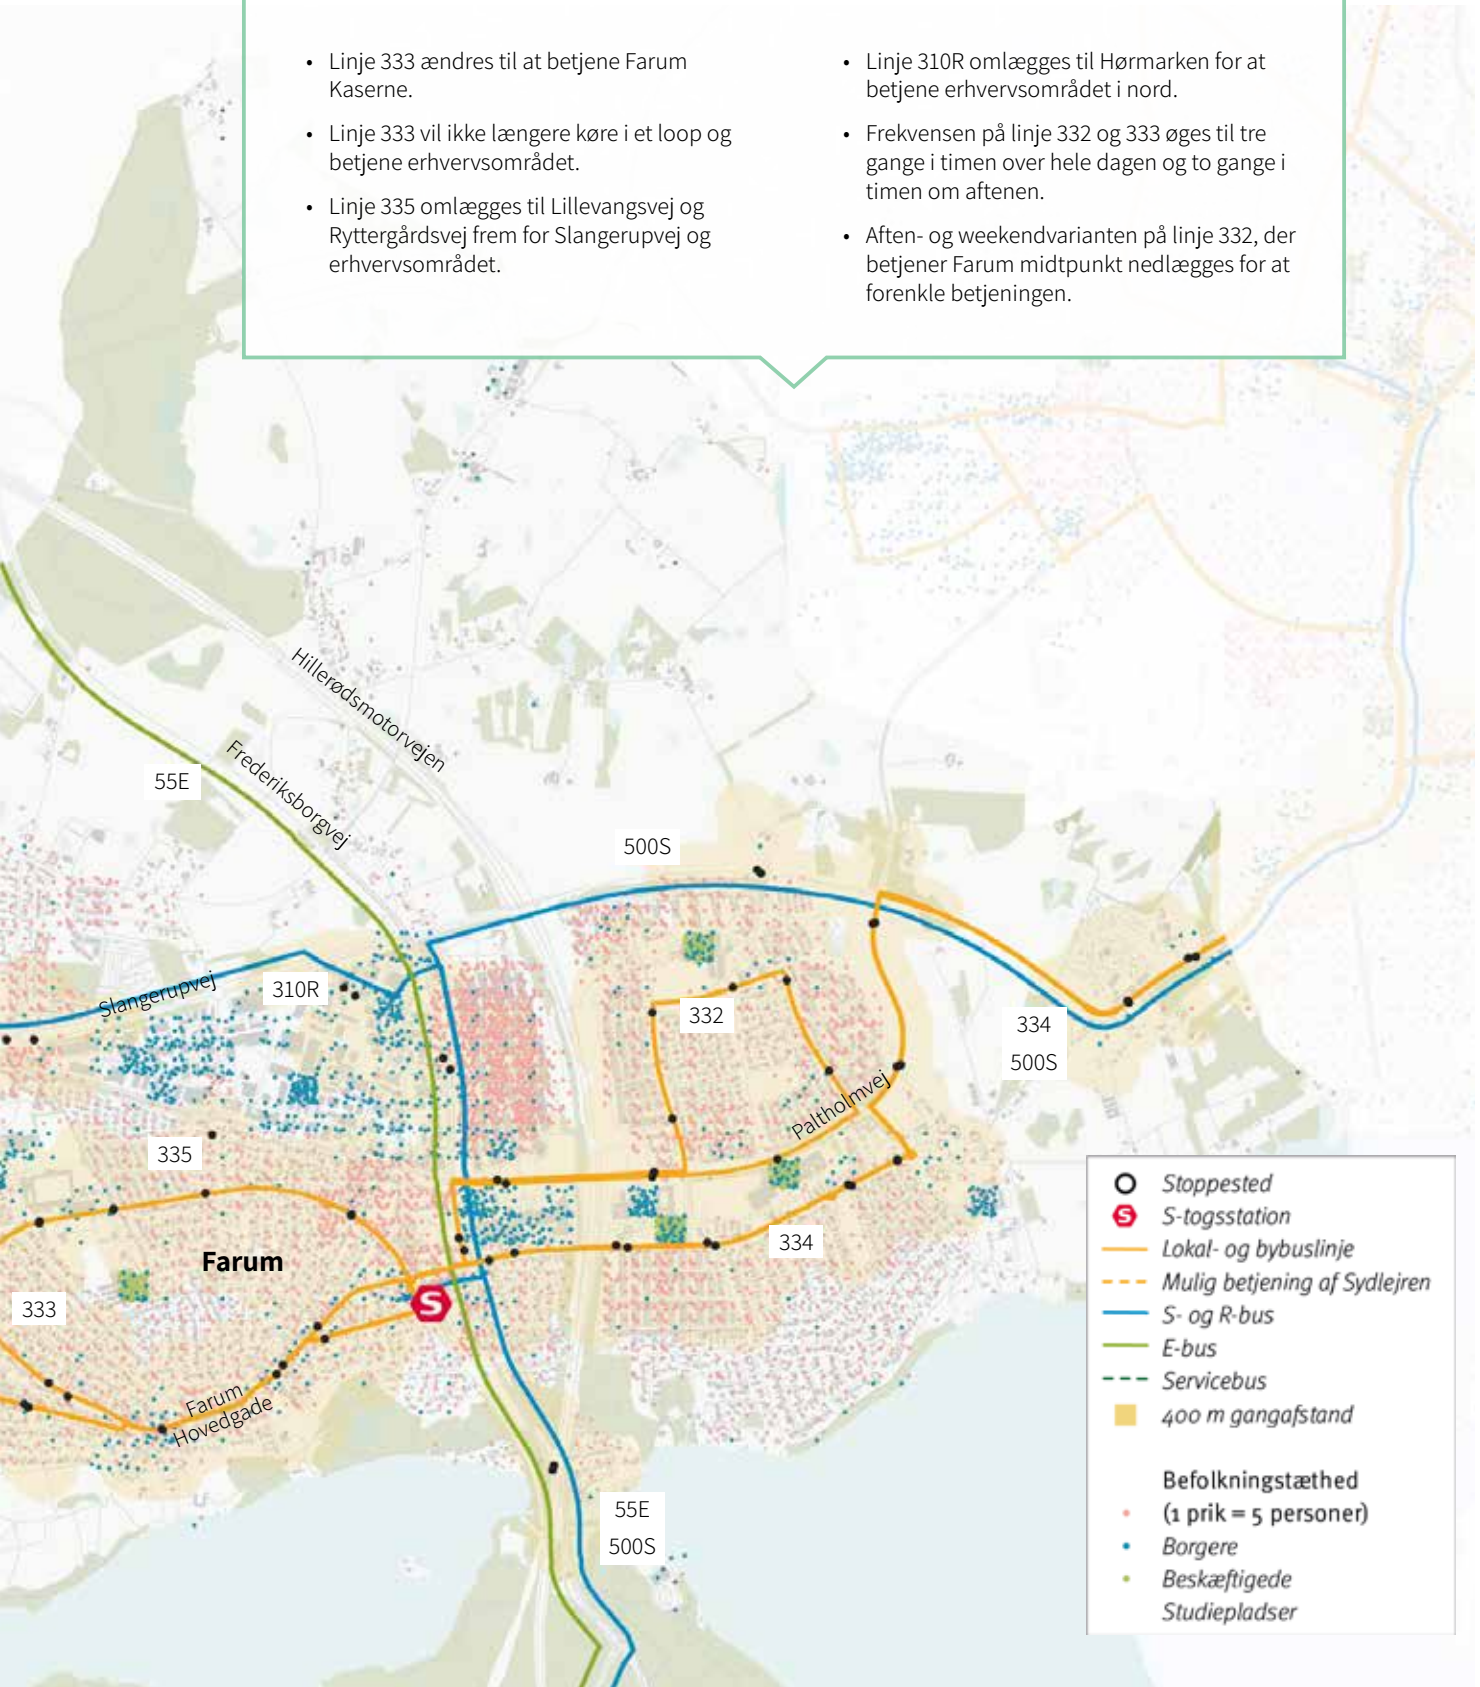 • Linje 333 ændres til at betjene Farum
Kaserne.
• Linje 333 vil ikke længere køre i et loop og
betjene erhvervsområdet.
• Linje 335 omlægges til Lillevangsvej og
Ryttergårdsvej frem for Slangerupvej og
erhvervsområdet.
• Linje 310R omlægges til Hørmarken for at
betjene erhvervsområdet i nord.
• Frekvensen på linje 332 og 333 øges til tre
gange i timen over hele dagen og to gange i
timen om aftenen.
• Aften- og weekendvarianten på linje 332, der
betjener Farum midtpunkt nedlægges for at
forenkle betjeningen.
Hillerødsmotorvejen
Frederiksborgvej
55E
500S
Slangerupvej
310R
332
334
500S
Paltholmvej
335
334
Farum
S
333
Farum
Hovedgade
55E
500S
Stoppested
S S-togsstation
Lokal- og bybuslinje
Mulig betjening af Sydlejren
S- og R-bus
E-bus
Servicebus
400 m gangafstand
Befolkningstæthed
(1 prik = 5 personer)
Borgere
Beskæftigede
Studiepladser